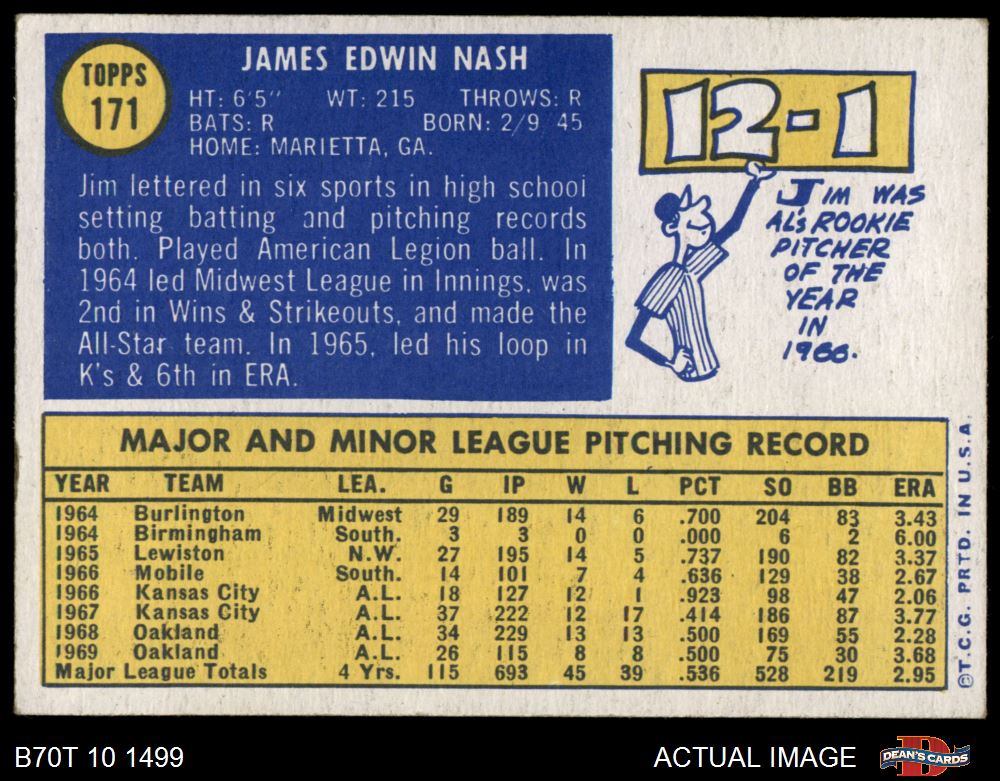 TOPPS
171
JAMES EDWIN NASH
HT: 6'5" WT: 215 THROWS: R
BATS: R BORN: 2/9 45
HOME: MARIETTA, GA.
Jim lettered in six sports in high school
setting batting and pitching records
both. Played American Legion ball. In
1964 led Midwest League in Innings, was
2nd in Wins & Strikeouts, and made the
All-Star team. In 1965, led his loop in
K's & 6th in ERA.
12-1
JIM WAS
AL's ROOKIE
PITCHER
OF THE
YEAR
IN
1966.
MAJOR AND MINOR LEAGUE PITCHING RECORD
YEAR TEAM LEA. G IP W L PCT SO BB ERA
1964 Burlington Midwest 29 189 14 6 .700 204 83 3.43
1964 Birmingham South. 3 3 0 0 .000 6 2 6.00
1965 Lewiston N.W. 27 195 14 5 .737 190 82 3.37
1966 Mobile South. 14 101 7 4 .636 129 38 2.67
1966 Kansas City A.L. 18 127 12 1 .923 98 47 2.06
1967 Kansas City A.L. 37 222 12 17 .414 186 87 3.77
1968 Oakland A.L. 34 229 13 13 .500 169 55 2.28
1969 Oakland A.L. 26 115 8 8 .500 75 30 3.68
Major League Totals 4 Yrs. 115 693 45 39 .536 528 219 2.95
©T.C.G. PRTD. IN U.S.A.
B70T 10 1499
ACTUAL IMAGE
DEAN'S CARDS